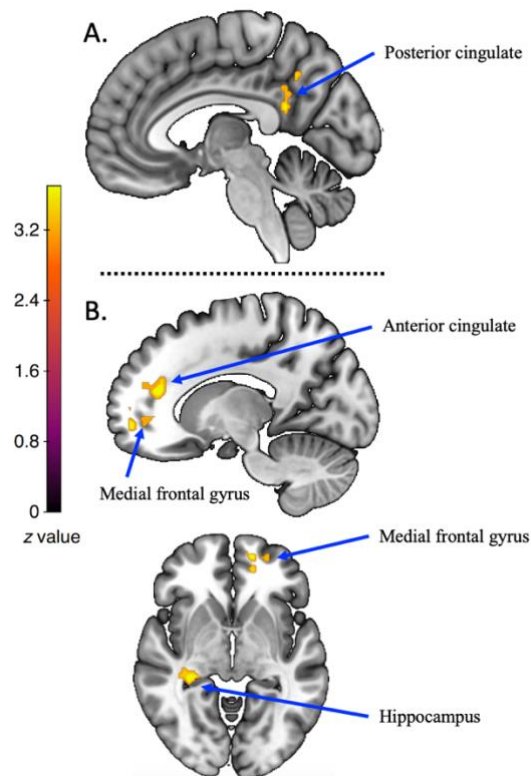 A.
Posterior cingulate
3.2
2.4
1.6
0.8
0
z value
B.
Anterior cingulate
Medial frontal gyrus
Medial frontal gyrus
Hippocampus